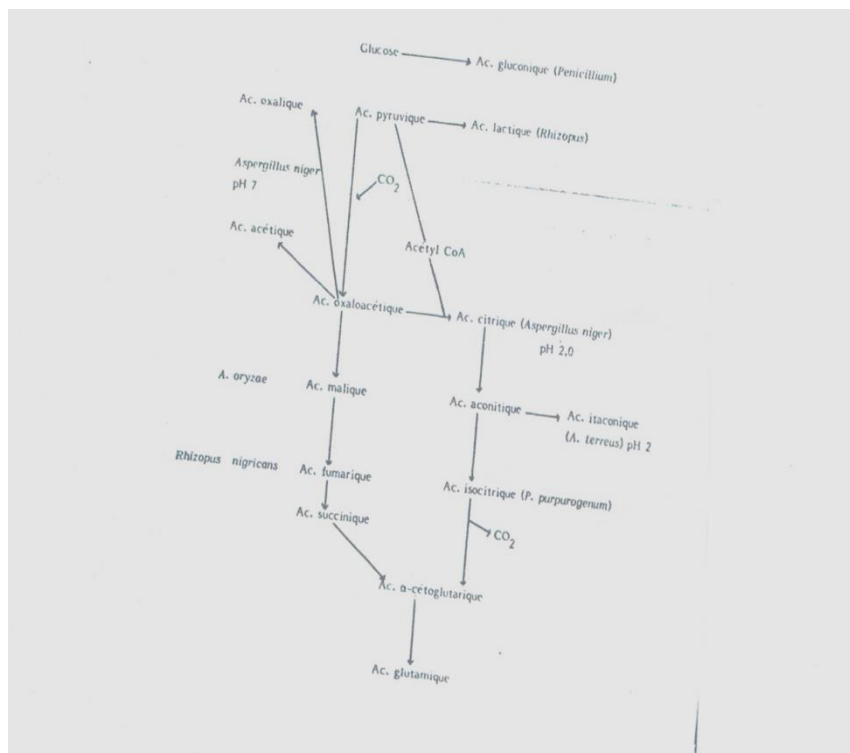 Glucose
Ac. gluconique (Penicillium)
Ac. oxalique
Ac. pyruvique
Ac. lactique (Rhizopus)
Aspergillus niger
pH 7
CO2
Ac. acétique
Acétyl CoA
Ac. oxaloacétique
Ac. citrique (Aspergillus niger)
pH 2.0
A. oryzae
Ac. malique
Ac. aconitique
Ac. itaconique
(A. terreus) pH 2
Rhizopus nigricans
Ac. fumarique
Ac. isocitrique (P. purpurogenum)
Ac. succinique
CO2
Ac. α-cétoglutarique
Ac. glutamique